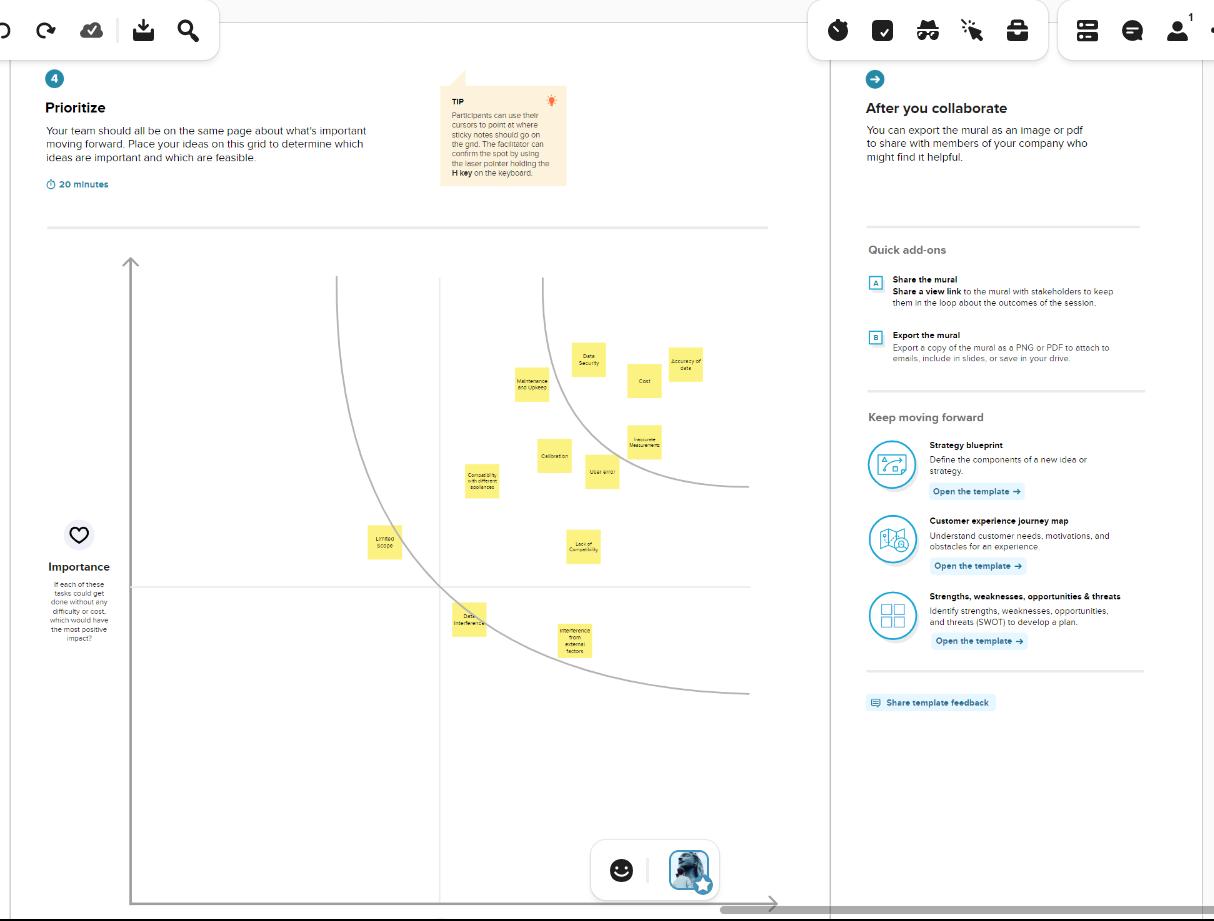 4
Prioritize
Your team should all be on the same page about what's important
moving forward. Place your ideas on this grid to determine which
ideas are important and which are feasible.
20 minutes
TIP
Participants can use their
cursors to point at where
sticky notes should go on
the grid. The facilitator can
confirm the spot by using
the laser pointer holding the
H key on the keyboard.
Importance
If each of these
tasks could get
done without any
difficulty or cost,
which would have
the most positive
impact?
Data
Security
Accuracy of
data
Maintenance
and Upkeep
Cost
Inaccurate
Measurements
Calibration
User error
Compatibility
with different
appliances
Limited
scope
Lack of
Compatibility
Data
Interference
Interference
from
external
factors
1
After you collaborate
You can export the mural as an image or pdf
to share with members of your company who
might find it helpful.
Quick add-ons
A
Share the mural
Share a view link to the mural with stakeholders to keep
them in the loop about the outcomes of the session.
B
Export the mural
Export a copy of the mural as a PNG or PDF to attach to
emails, include in slides, or save in your drive.
Keep moving forward
Strategy blueprint
Define the components of a new idea or
strategy.
Open the template →
Customer experience journey map
Understand customer needs, motivations, and
obstacles for an experience.
Open the template →
Strengths, weaknesses, opportunities & threats
Identify strengths, weaknesses, opportunities,
and threats (SWOT) to develop a plan.
Open the template →
Share template feedback